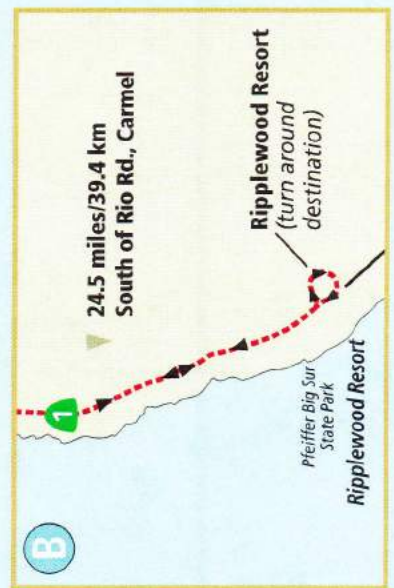 B
1
24.5 miles/39.4 km
South of Rio Rd., Carmel
Ripplewood Resort
(turn around
destination)
Pfeiffer Big Sur
State Park
Ripplewood Resort